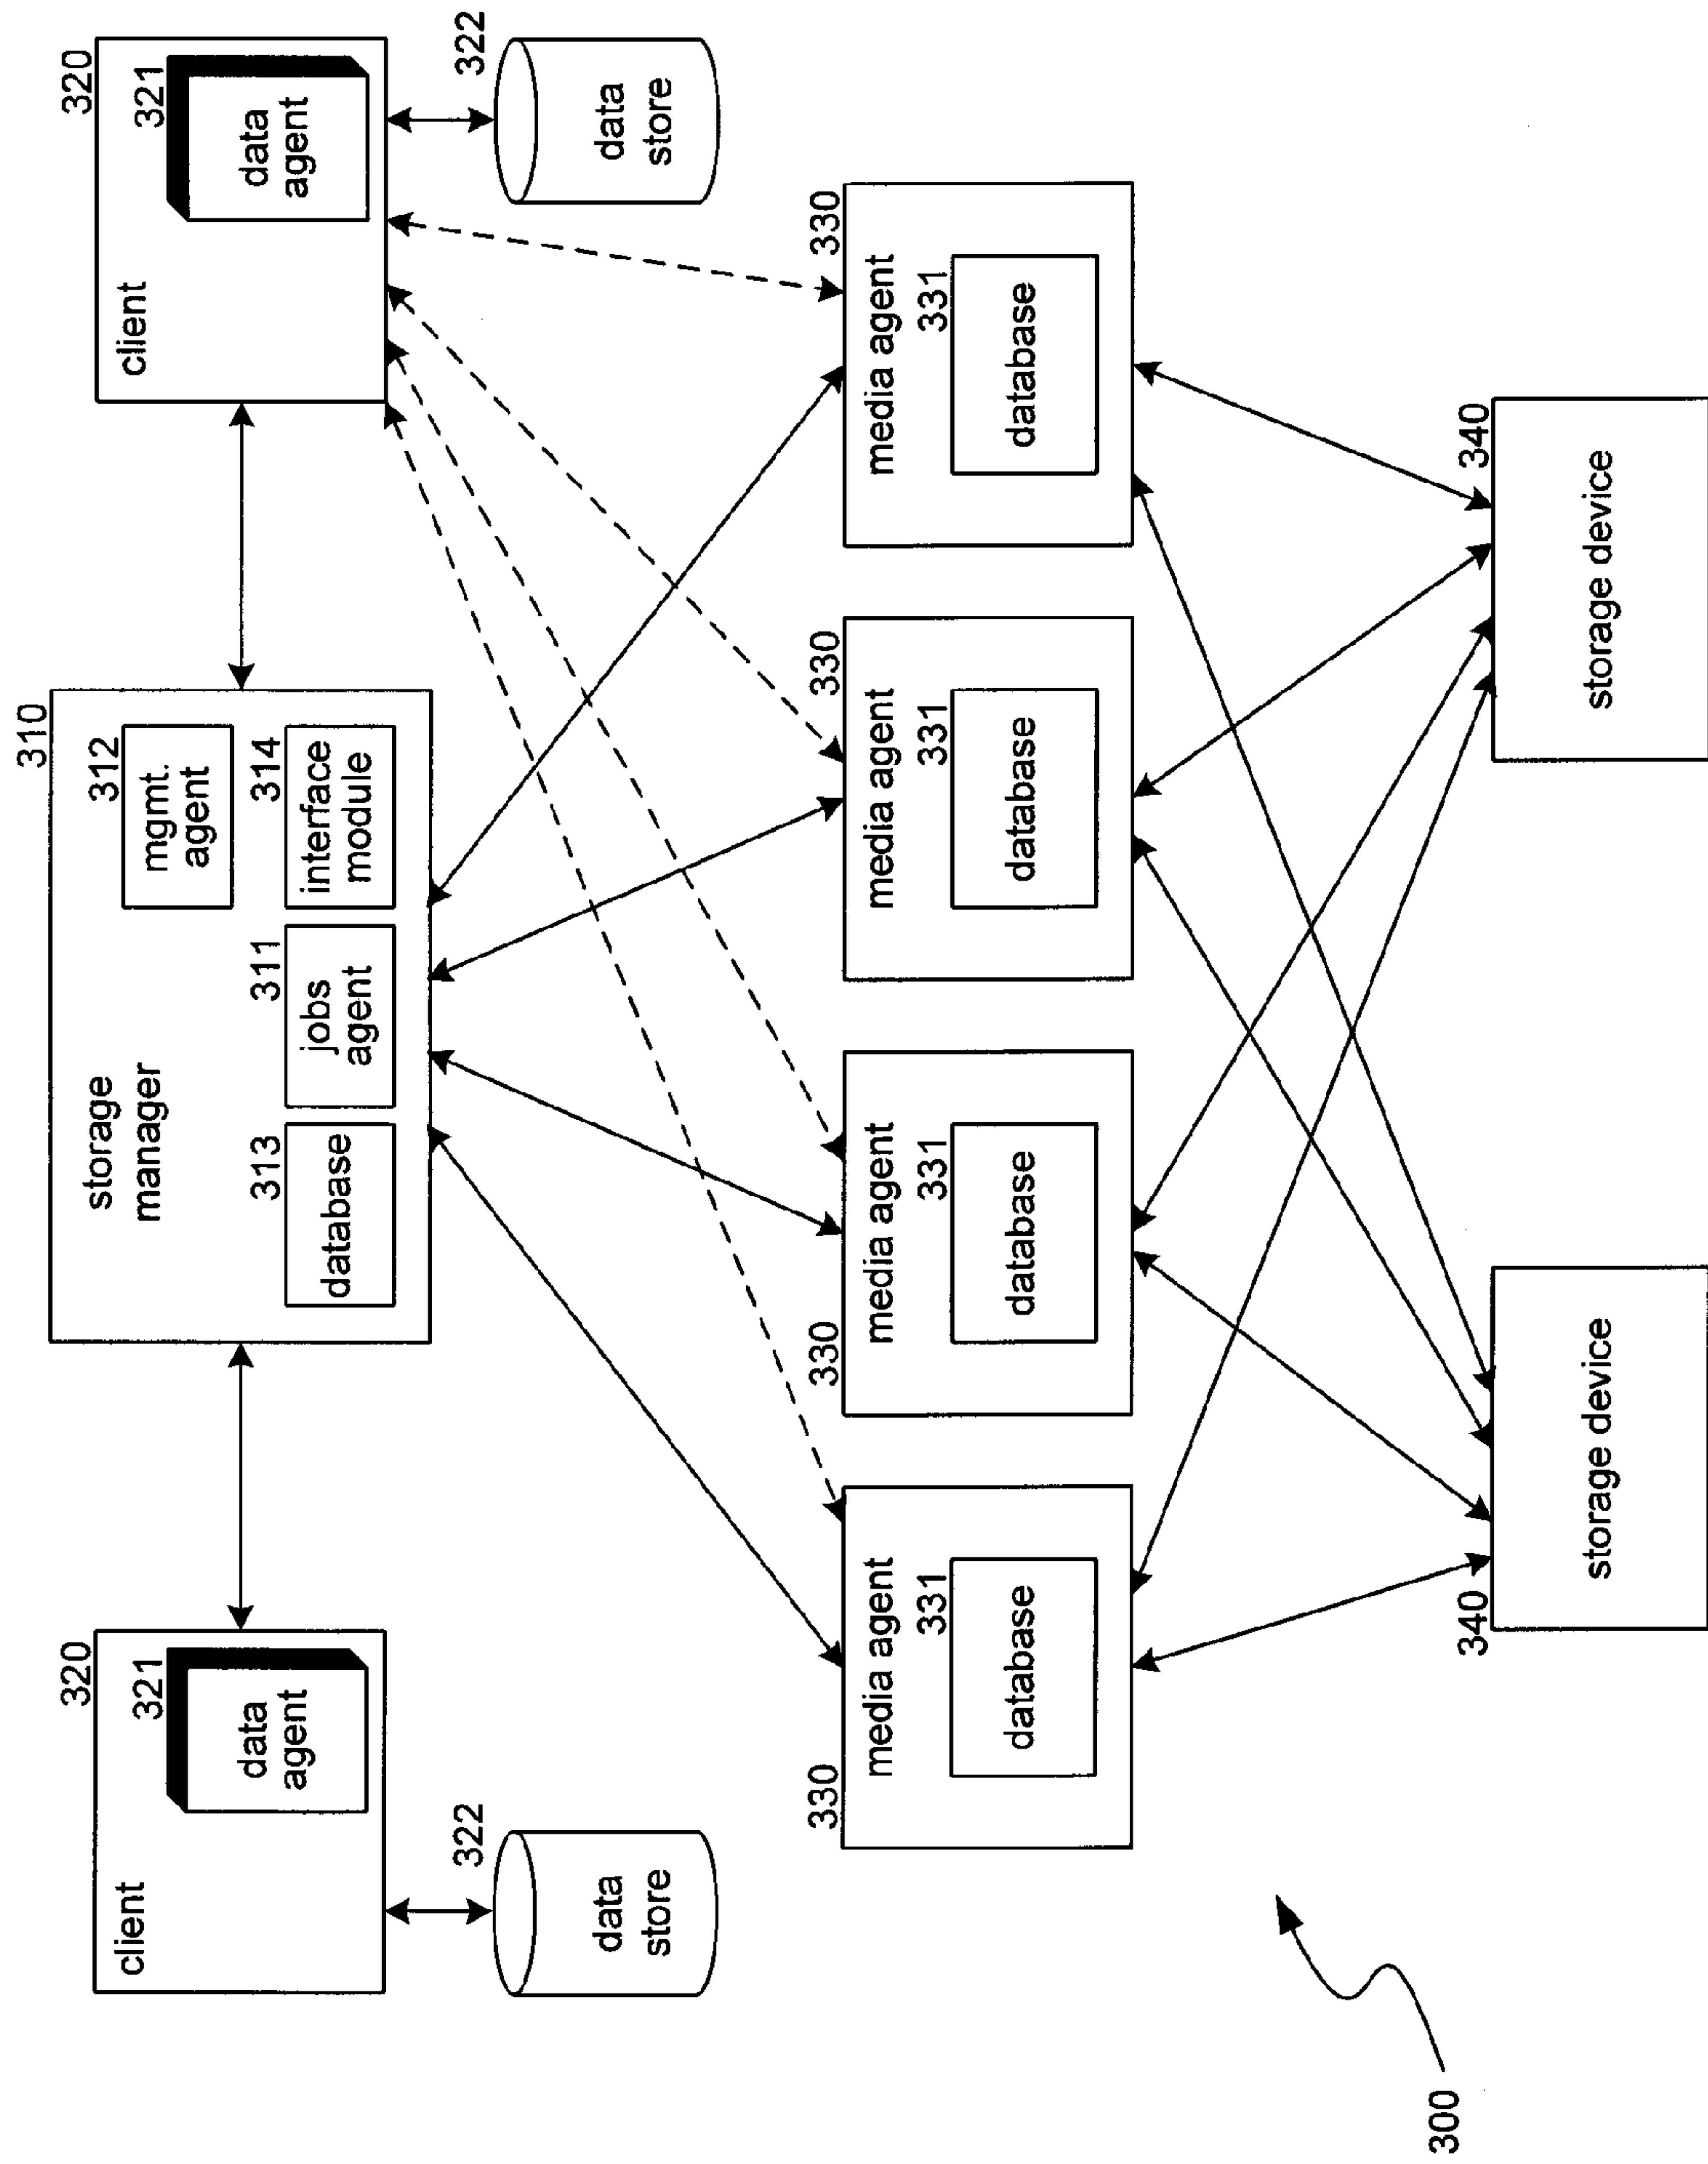 310
storage
manager
312
mgmt.
agent
313
database
311
jobs
agent
314
interface
module
320
client
321
data
agent
322
data
store
320
client
321
data
agent
322
data
store
330
media agent
331
database
330
media agent
331
database
330
media agent
331
database
330
media agent
331
database
340
storage device
340
storage device
300